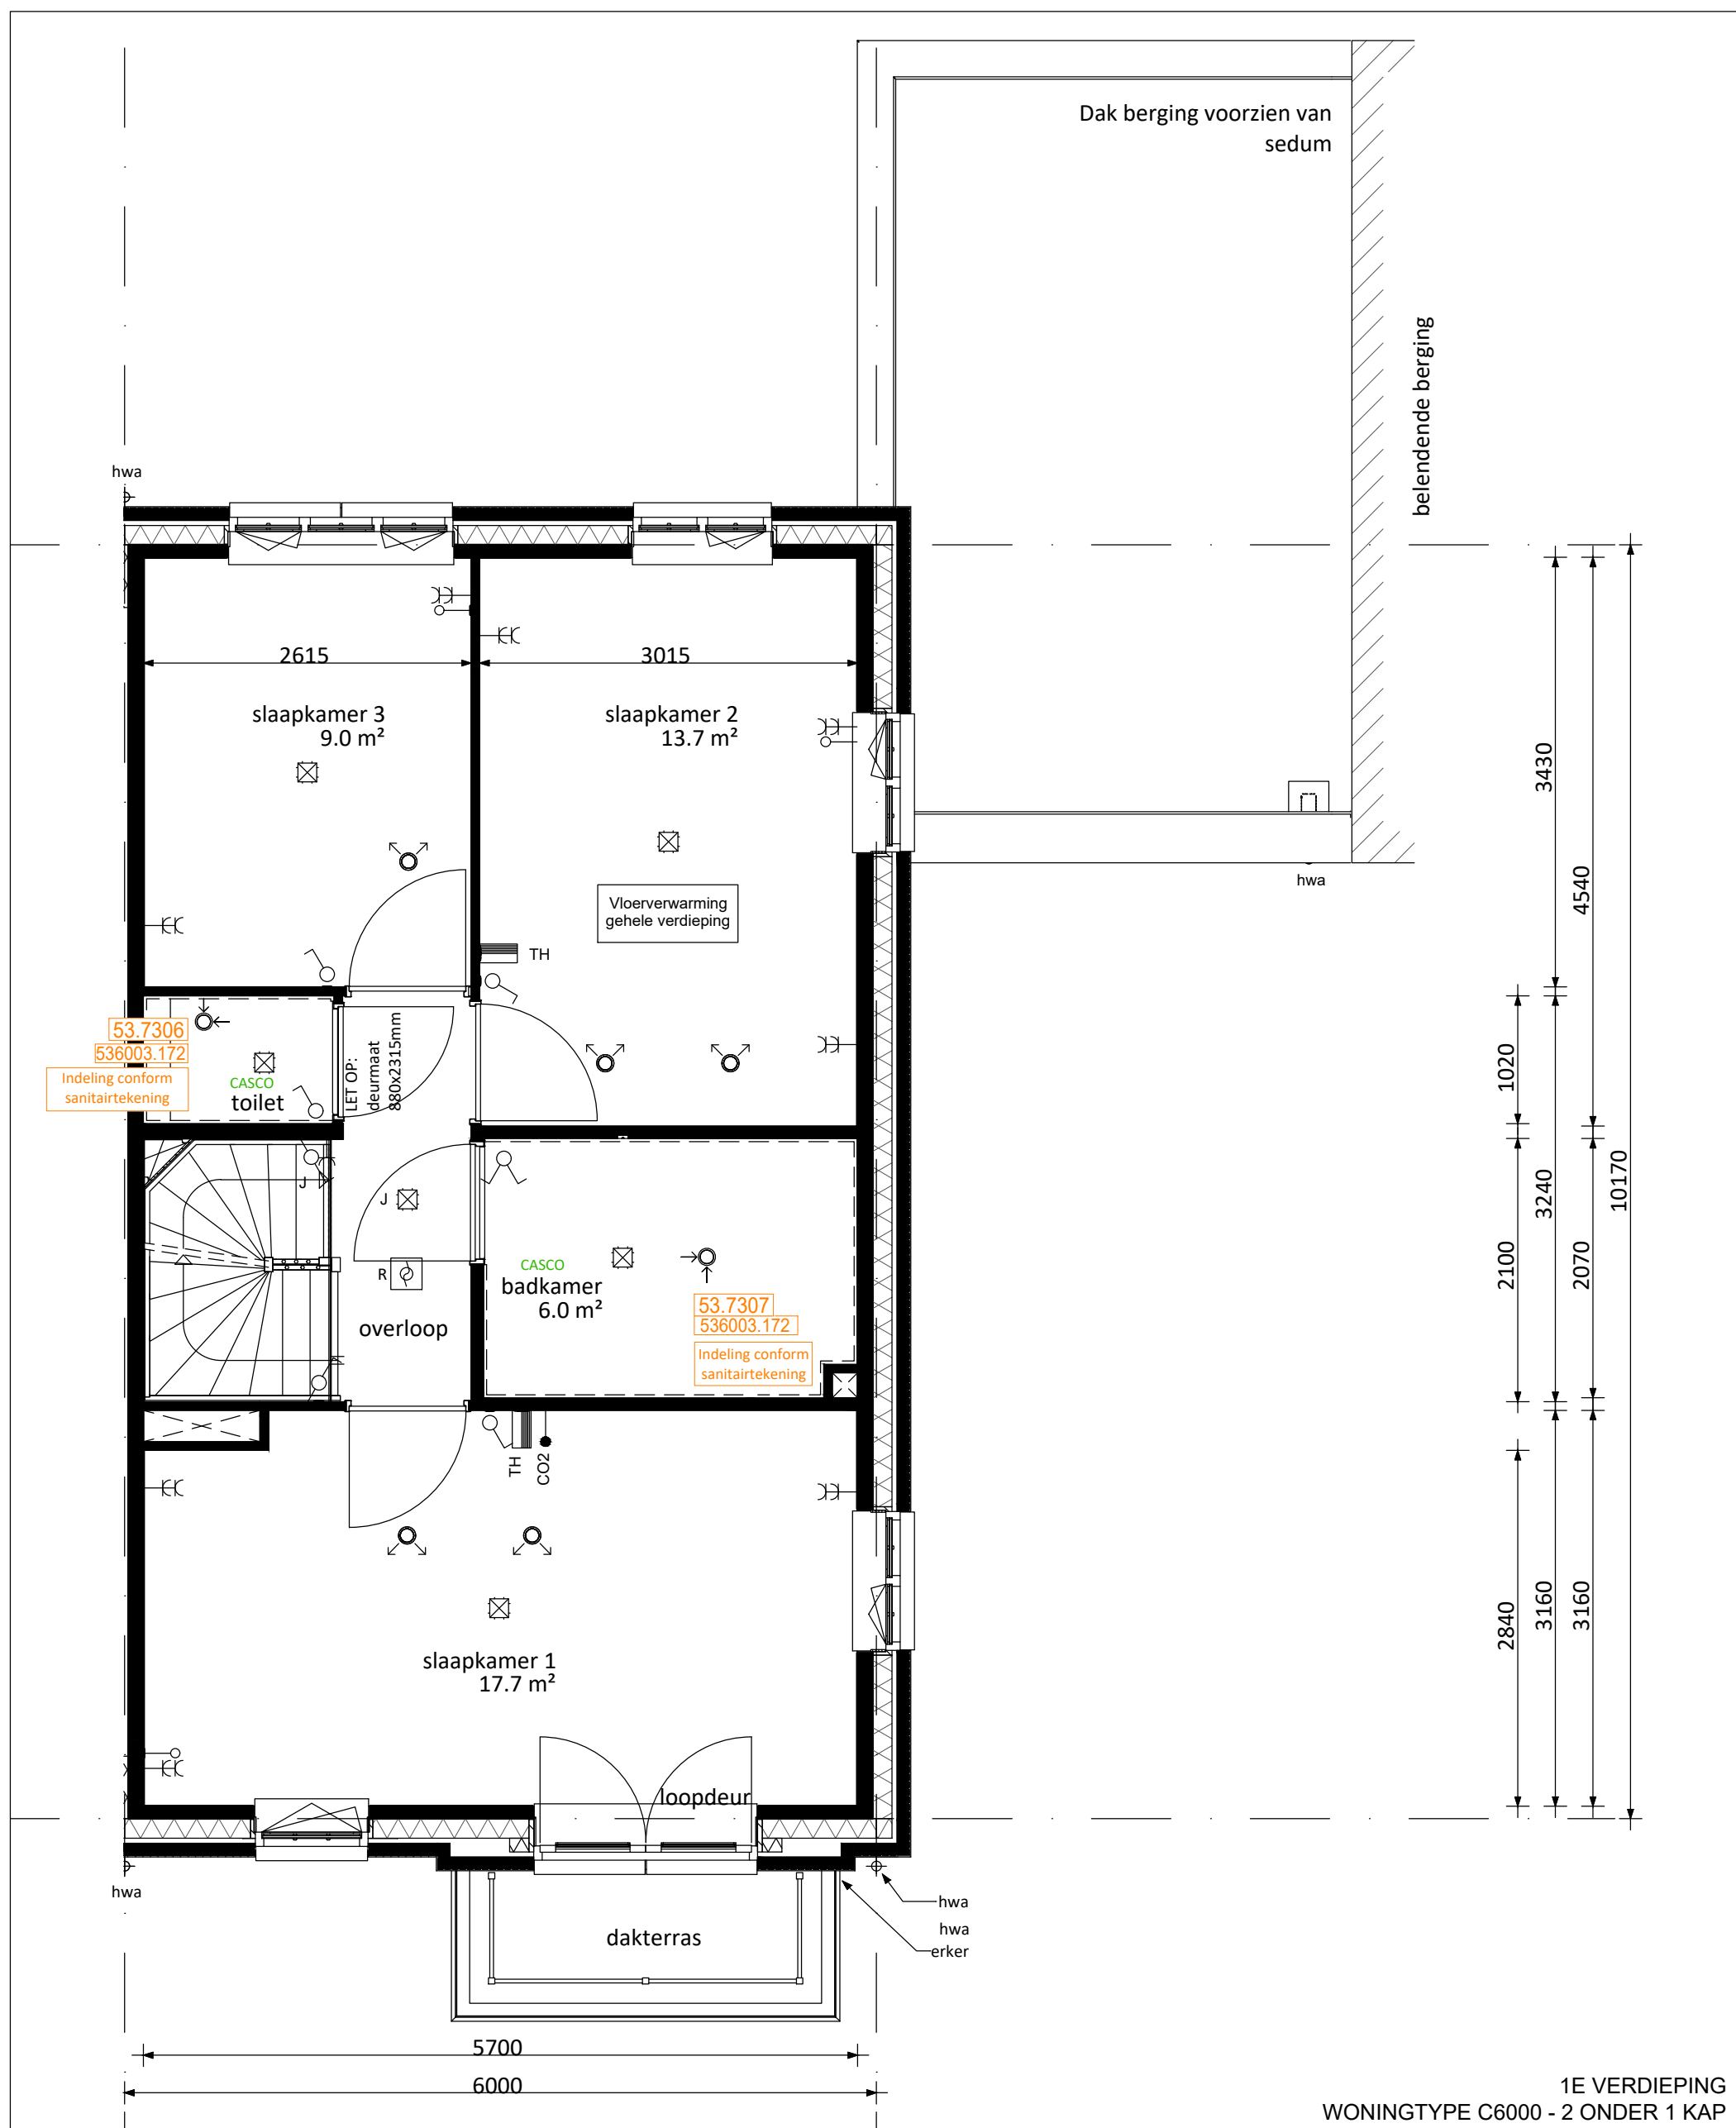 Dak berging voorzien van
sedum
belendende berging
hwa
2615
3015
slaapkamer 3
9.0 m²
slaapkamer 2
13.7 m²
3430
4540
hwa
Vloerverwarming
gehele verdieping
TH
53.7306
536003.172
Indeling conform
sanitairtekening
CASCO
toilet
LET OP:
deurmaat
880x2315mm
1020
3240
10170
J
J
R
overloop
CASCO
badkamer
6.0 m²
53.7307
536003.172
Indeling conform
sanitairtekening
2100
2070
TH
CO2
slaapkamer 1
17.7 m²
2840
3160
3160
loopdeur
hwa
hwa
hwa
erker
dakterras
5700
6000
1E VERDIEPING
WONINGTYPE C6000 - 2 ONDER 1 KAP